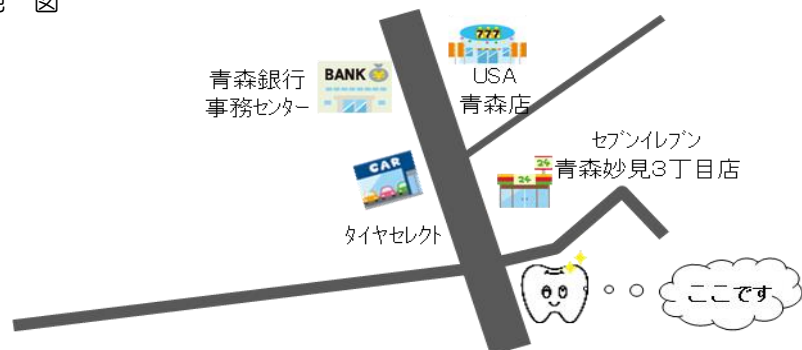 図
777
USA
青森店
BANK
青森銀行
事務センター
CAR
タイヤセレクト
セブンイレブン
24
24
青森妙見3丁目店
ここです